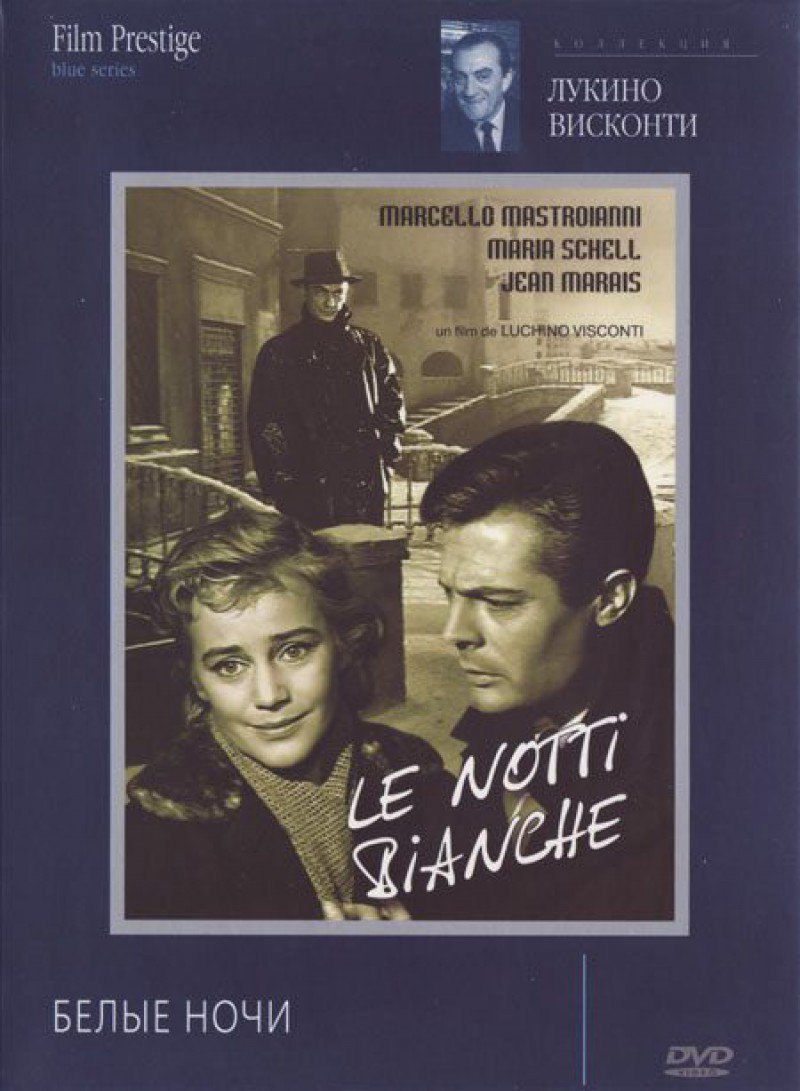 Film Prestige
blue series
КОЛЛЕКЦИЯ
ЛУКИНО
ВИСКОНТИ
MARCELLO MASTROIANNI
MARIA SCHELL
JEAN MARAIS
un film de LUCHINO VISCONTI
LE NOTTi
BiANCHE
БЕЛЫЕ НОЧИ
DVD
VIDEO